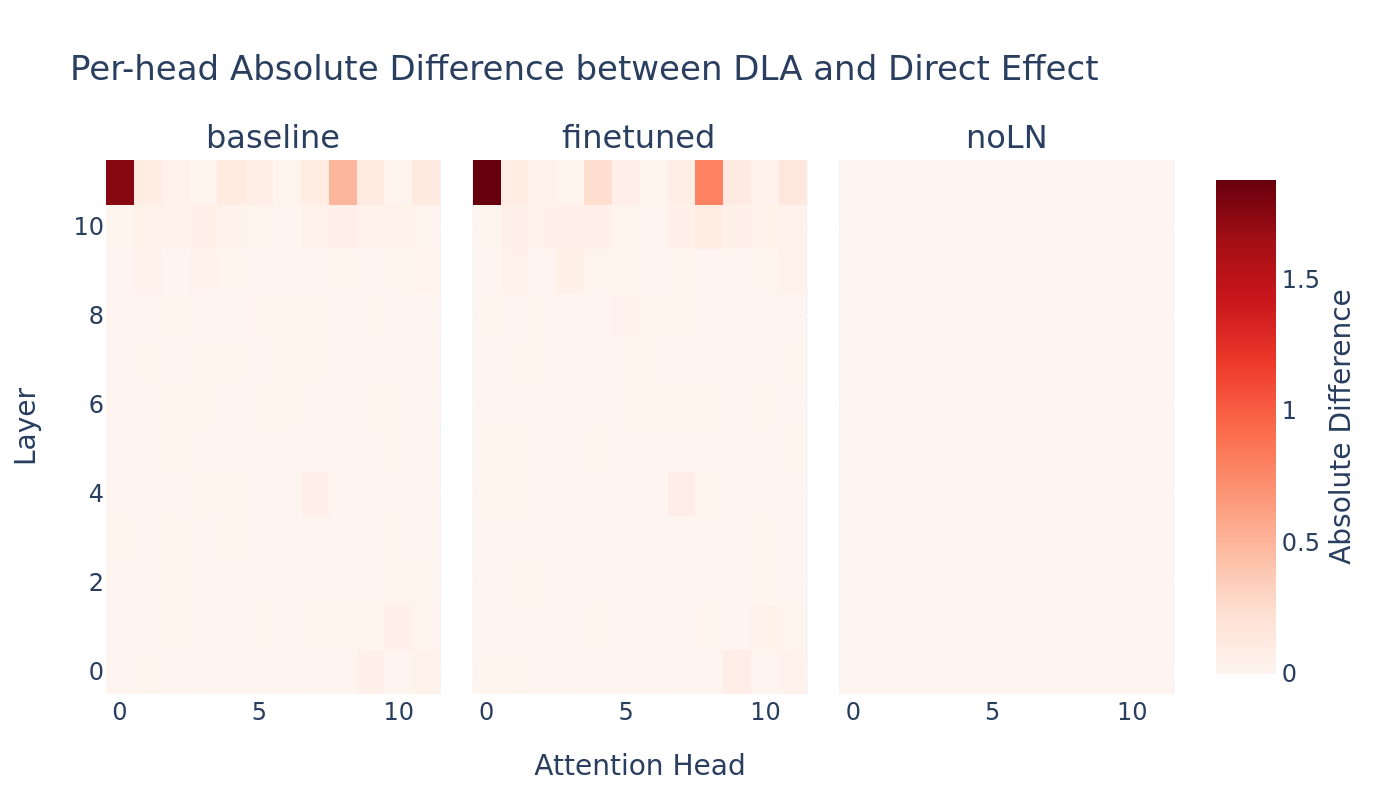 Per-head Absolute Difference between DLA and Direct Effect
baseline
finetuned
noLN
10
8
6
4
2
0
Layer
0 5 10
0 5 10
0 5 10
Attention Head
1.5
1
0.5
0
Absolute Difference